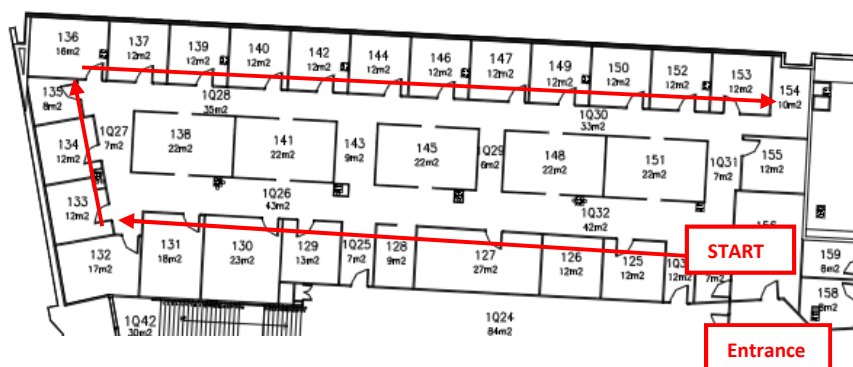 136
16m2
137
12m2
139
12m2
140
12m2
142
12m2
144
12m2
146
12m2
147
12m2
149
12m2
150
12m2
152
12m2
153
12m2
154
10m2
135
8m2
1Q28
35m2
1Q30
33m2
134
12m2
1Q27
7m2
138
22m2
141
22m2
143
9m2
145
22m2
1Q29
6m2
148
22m2
151
22m2
1Q31
7m2
155
12m2
133
12m2
1Q26
43m2
1Q32
42m2
132
17m2
131
18m2
130
23m2
129
13m2
1Q25
7m2
128
9m2
127
27m2
126
12m2
125
12m2
12m2
7m2
START
159
8m2
158
1Q42
30m2
1Q24
84m2
Entrance